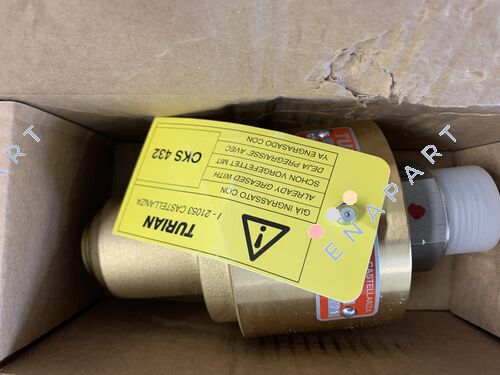 TURIAN
I - 21053 CASTELLANZA
GIÀ INGRASSATO CON
ALREADY GREASED WITH
SCHON VORGEFETTET MIT
DEJA PREGRAISSE' AVEC
YA ENGRASADO CON
OKS 432
CASTELLANZA
ENAPART